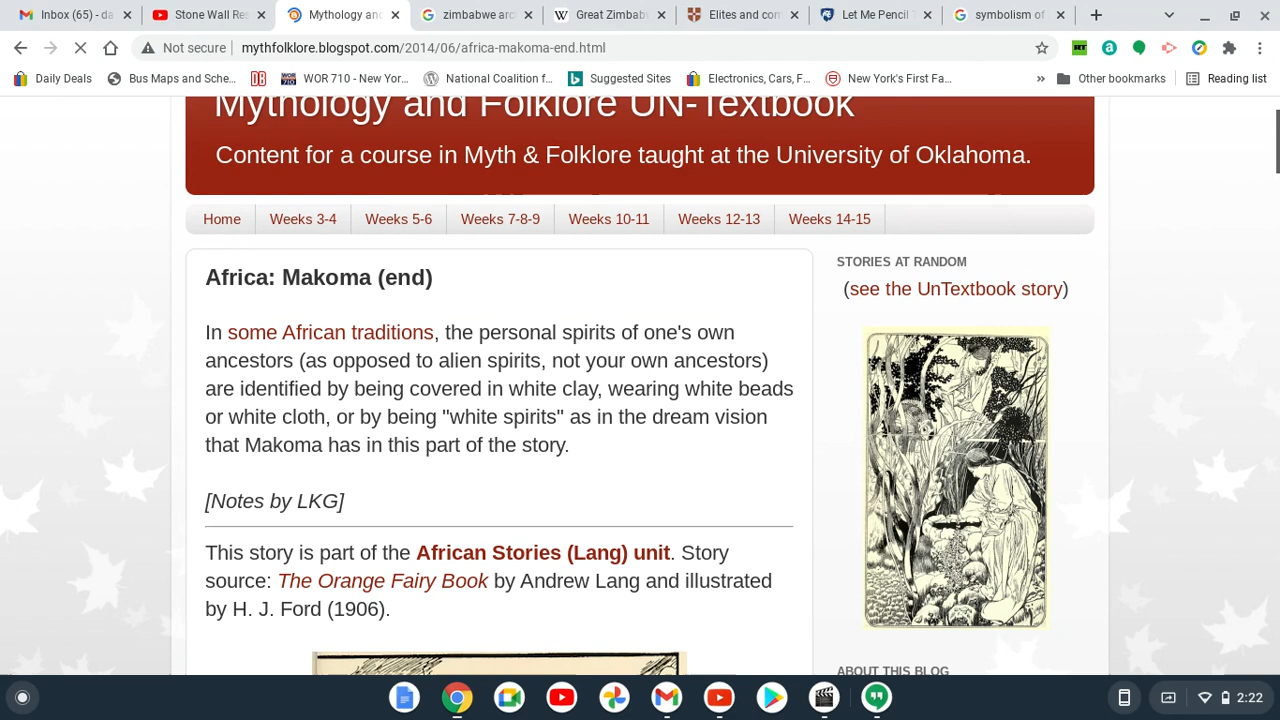 Inbox (65) - da
Stone Wall Res
Mythology and
zimbabwe arc
Great Zimbab
Elites and com
Let Me Pencil
symbolism of
Not secure
mythfolklore.blogspot.com/2014/06/africa-makoma-end.html
RT
Daily Deals
Bus Maps and Sche...
DB
WOR 710 - New Yor...
National Coalition f...
Suggested Sites
Electronics, Cars, F...
New York's First Fa...
»
Other bookmarks
Reading list
Mythology and Folklore UN-Textbook
Content for a course in Myth & Folklore taught at the University of Oklahoma.
Home
Weeks 3-4
Weeks 5-6
Weeks 7-8-9
Weeks 10-11
Weeks 12-13
Weeks 14-15
Africa: Makoma (end)
In some African traditions, the personal spirits of one's own
ancestors (as opposed to alien spirits, not your own ancestors)
are identified by being covered in white clay, wearing white beads
or white cloth, or by being "white spirits" as in the dream vision
that Makoma has in this part of the story.
[Notes by LKG]
This story is part of the African Stories (Lang) unit. Story
source: The Orange Fairy Book by Andrew Lang and illustrated
by H. J. Ford (1906).
STORIES AT RANDOM
(see the UnTextbook story)
ABOUT THIS BLOG
2:22